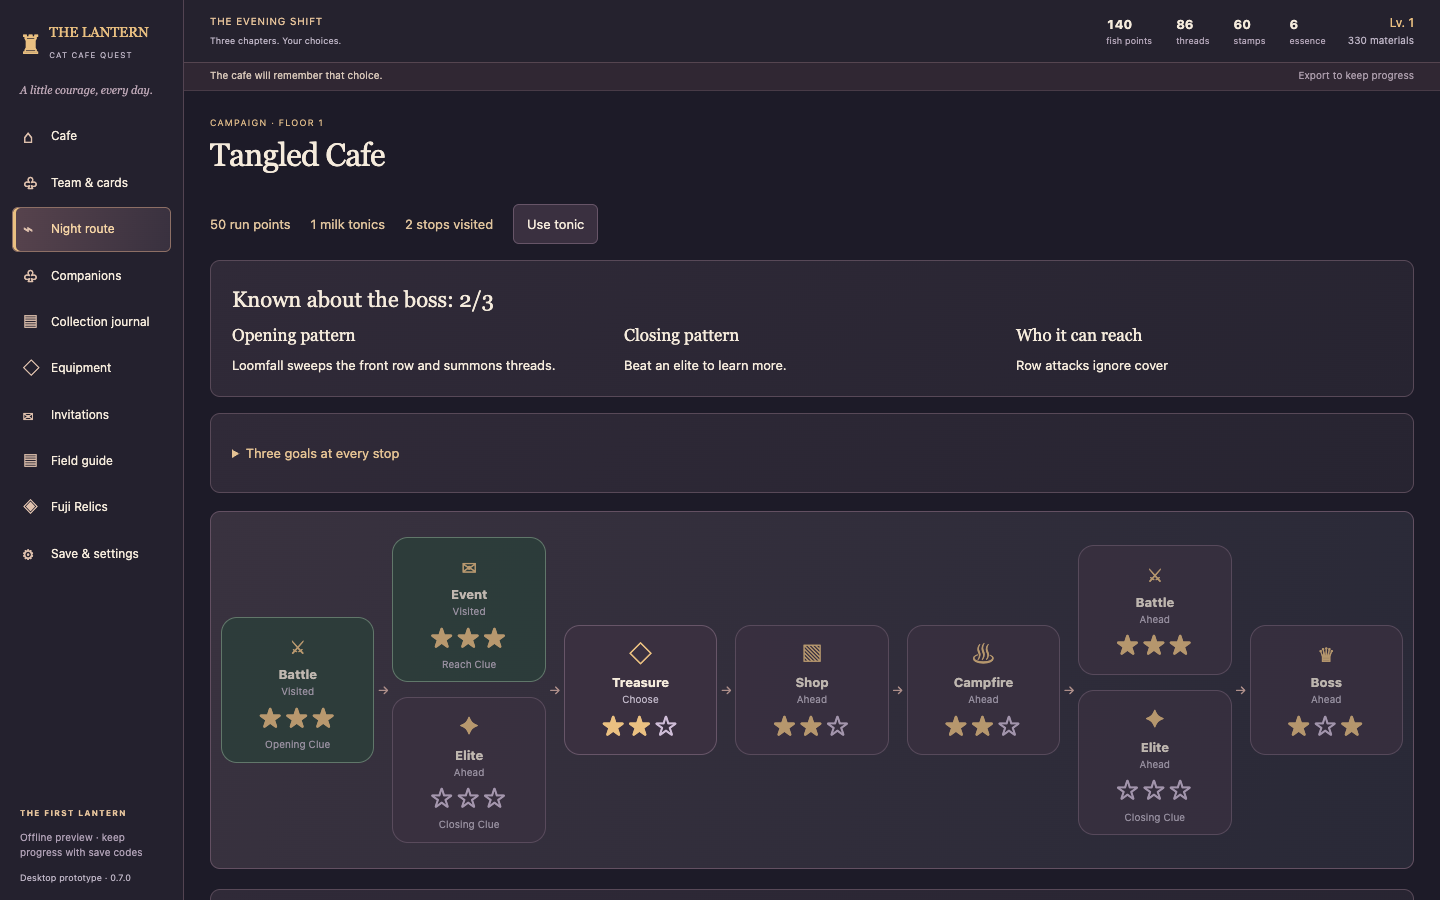 THE LANTERN
CAT CAFE QUEST
A little courage, every day.
Cafe
Team & cards
Night route
Companions
Collection journal
Equipment
Invitations
Field guide
Fuji Relics
Save & settings
THE FIRST LANTERN
Offline preview · keep
progress with save codes
Desktop prototype · 0.7.0
THE EVENING SHIFT
Three chapters. Your choices.
140
fish points
86
threads
60
stamps
6
essence
Lv. 1
330 materials
The cafe will remember that choice.
Export to keep progress
CAMPAIGN · FLOOR 1
Tangled Cafe
50 run points
1 milk tonics
2 stops visited
Use tonic
Known about the boss: 2/3
Opening pattern
Loomfall sweeps the front row and summons threads.
Closing pattern
Beat an elite to learn more.
Who it can reach
Row attacks ignore cover
Three goals at every stop
Battle
Visited
Opening Clue
Event
Visited
Reach Clue
Elite
Ahead
Closing Clue
Treasure
Choose
Shop
Ahead
Campfire
Ahead
Battle
Ahead
Elite
Ahead
Closing Clue
Boss
Ahead